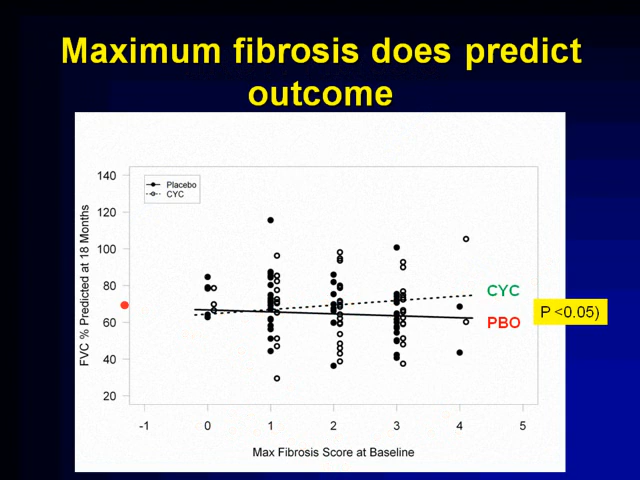 Maximum fibrosis does predict
outcome
Placebo
CYC
FVC % Predicted at 18 Months
140
120
100
80
60
40
20
CYC
PBO
P <0.05)
-1 0 1 2 3 4 5
Max Fibrosis Score at Baseline